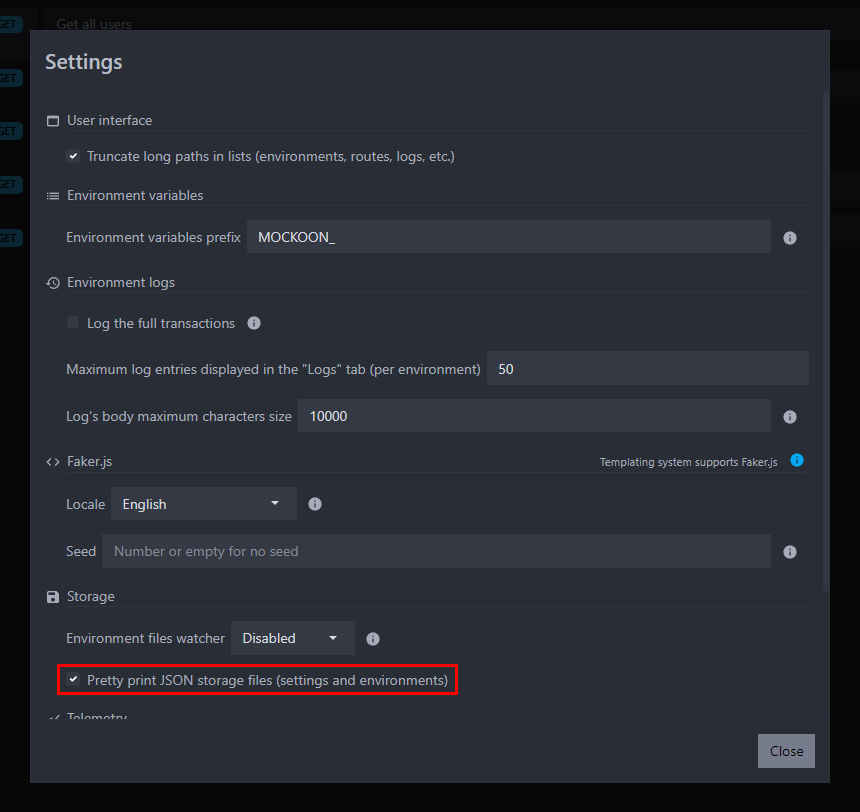 GET
Get all users
Settings
User interface
Truncate long paths in lists (environments, routes, logs, etc.)
GET
GET
Environment variables
GET
Environment variables prefix MOCKOON_
GET
Environment logs
Log the full transactions
Maximum log entries displayed in the "Logs" tab (per environment) 50
Log's body maximum characters size 10000
Faker.js Templating system supports Faker.js
Locale English
Seed Number or empty for no seed
Storage
Environment files watcher Disabled
Pretty print JSON storage files (settings and environments)
Telemetry
Close